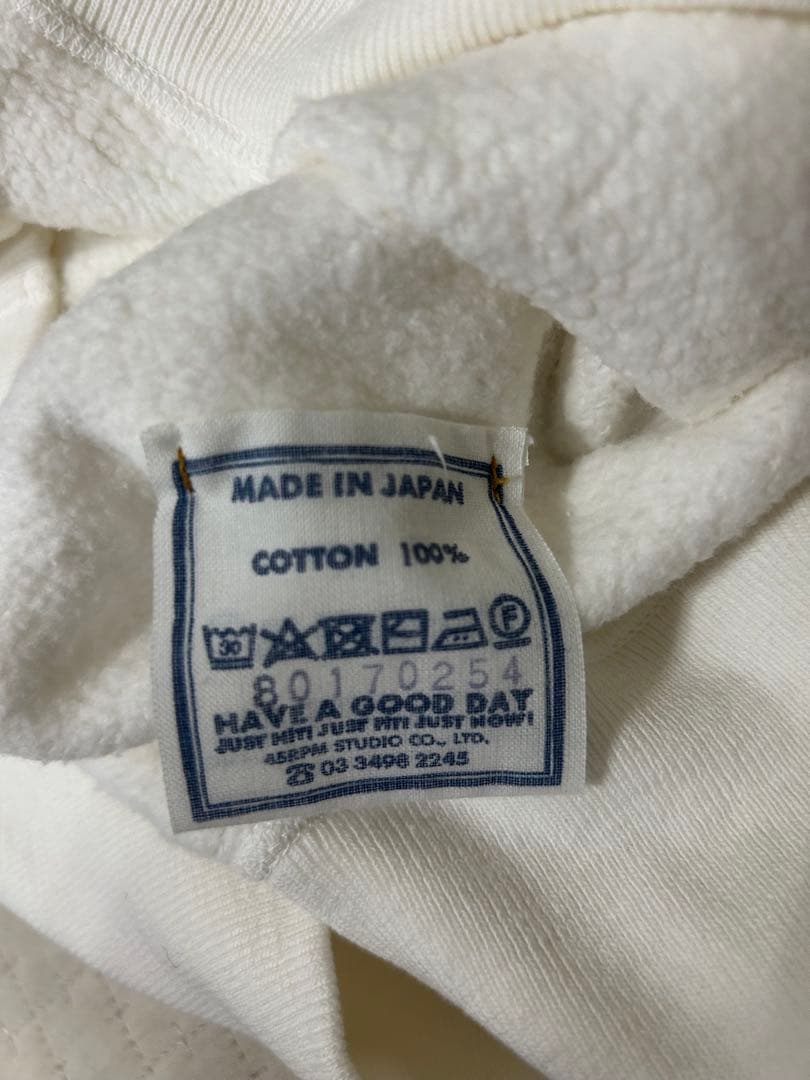 MADE IN JAPAN
COTTON 100%
30 F
80170254
HAVE A GOOD DAY
JUST HIT! JUST FIT! JUST NOW!
45RPM STUDIO CO., LTD.
☎ 03 3498 2245